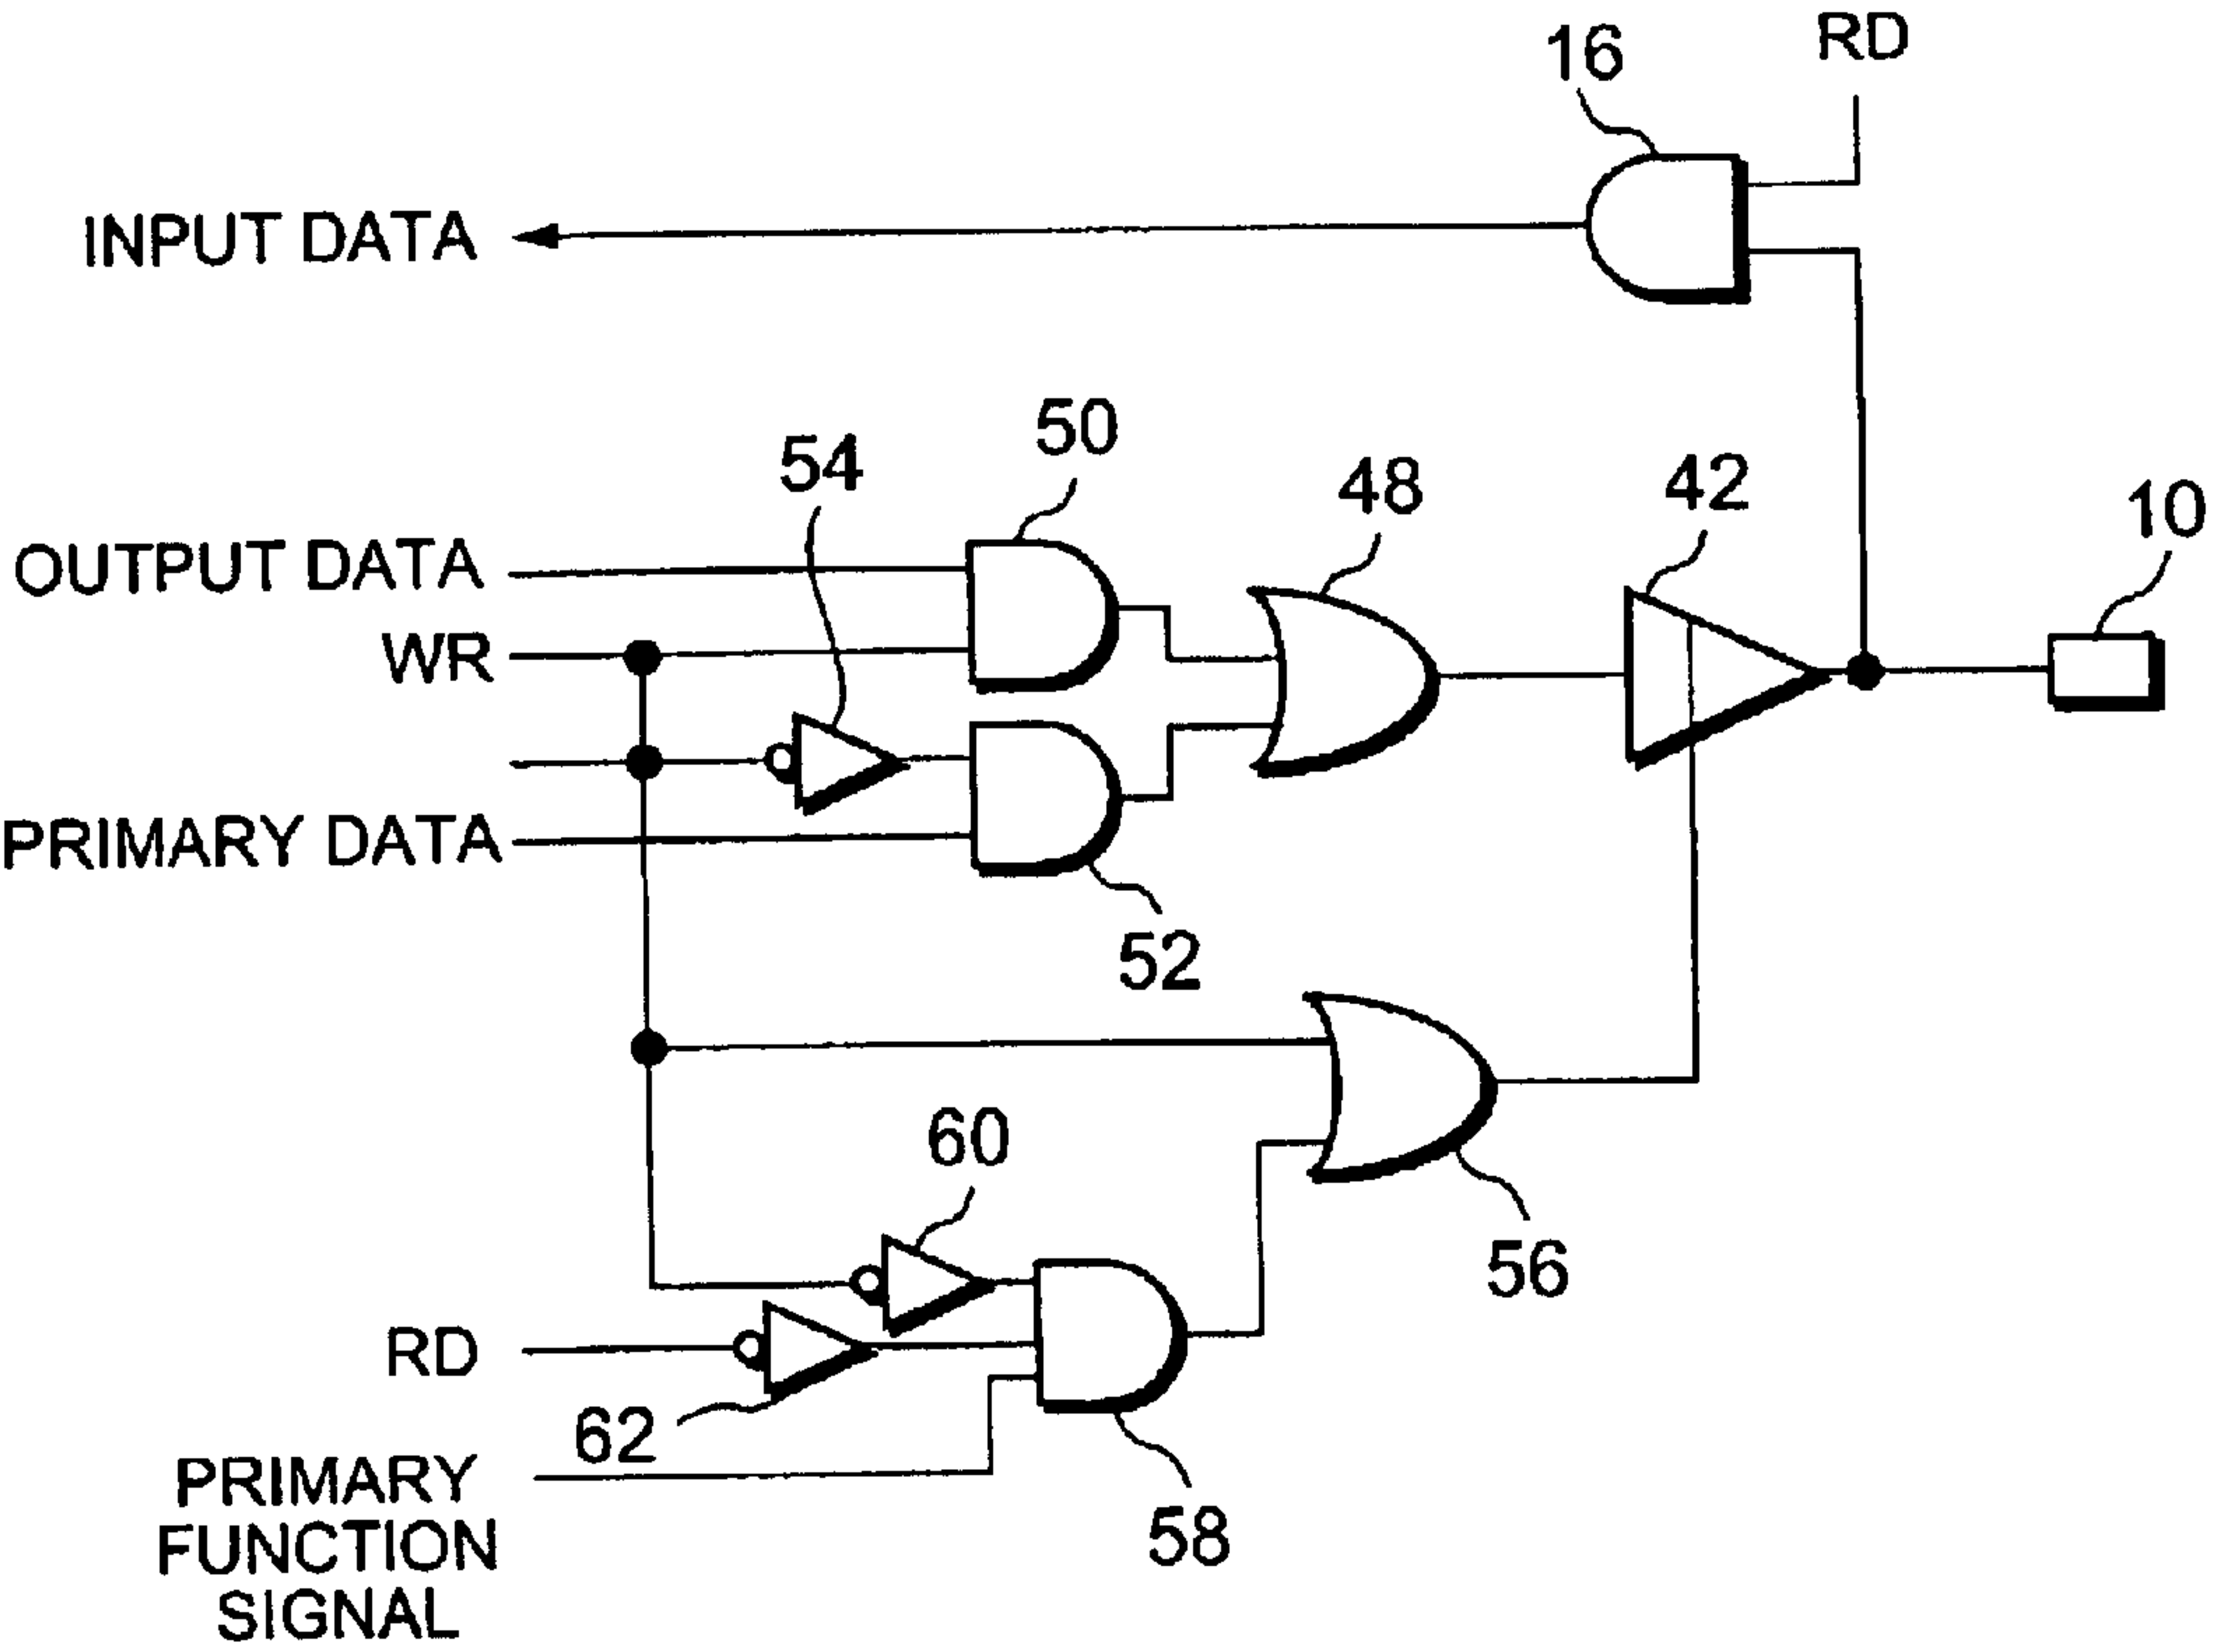 16
RD
INPUT DATA
50
54
48
42
10
OUTPUT DATA
WR
PRIMARY DATA
52
60
56
RD
62
PRIMARY
FUNCTION
SIGNAL
58